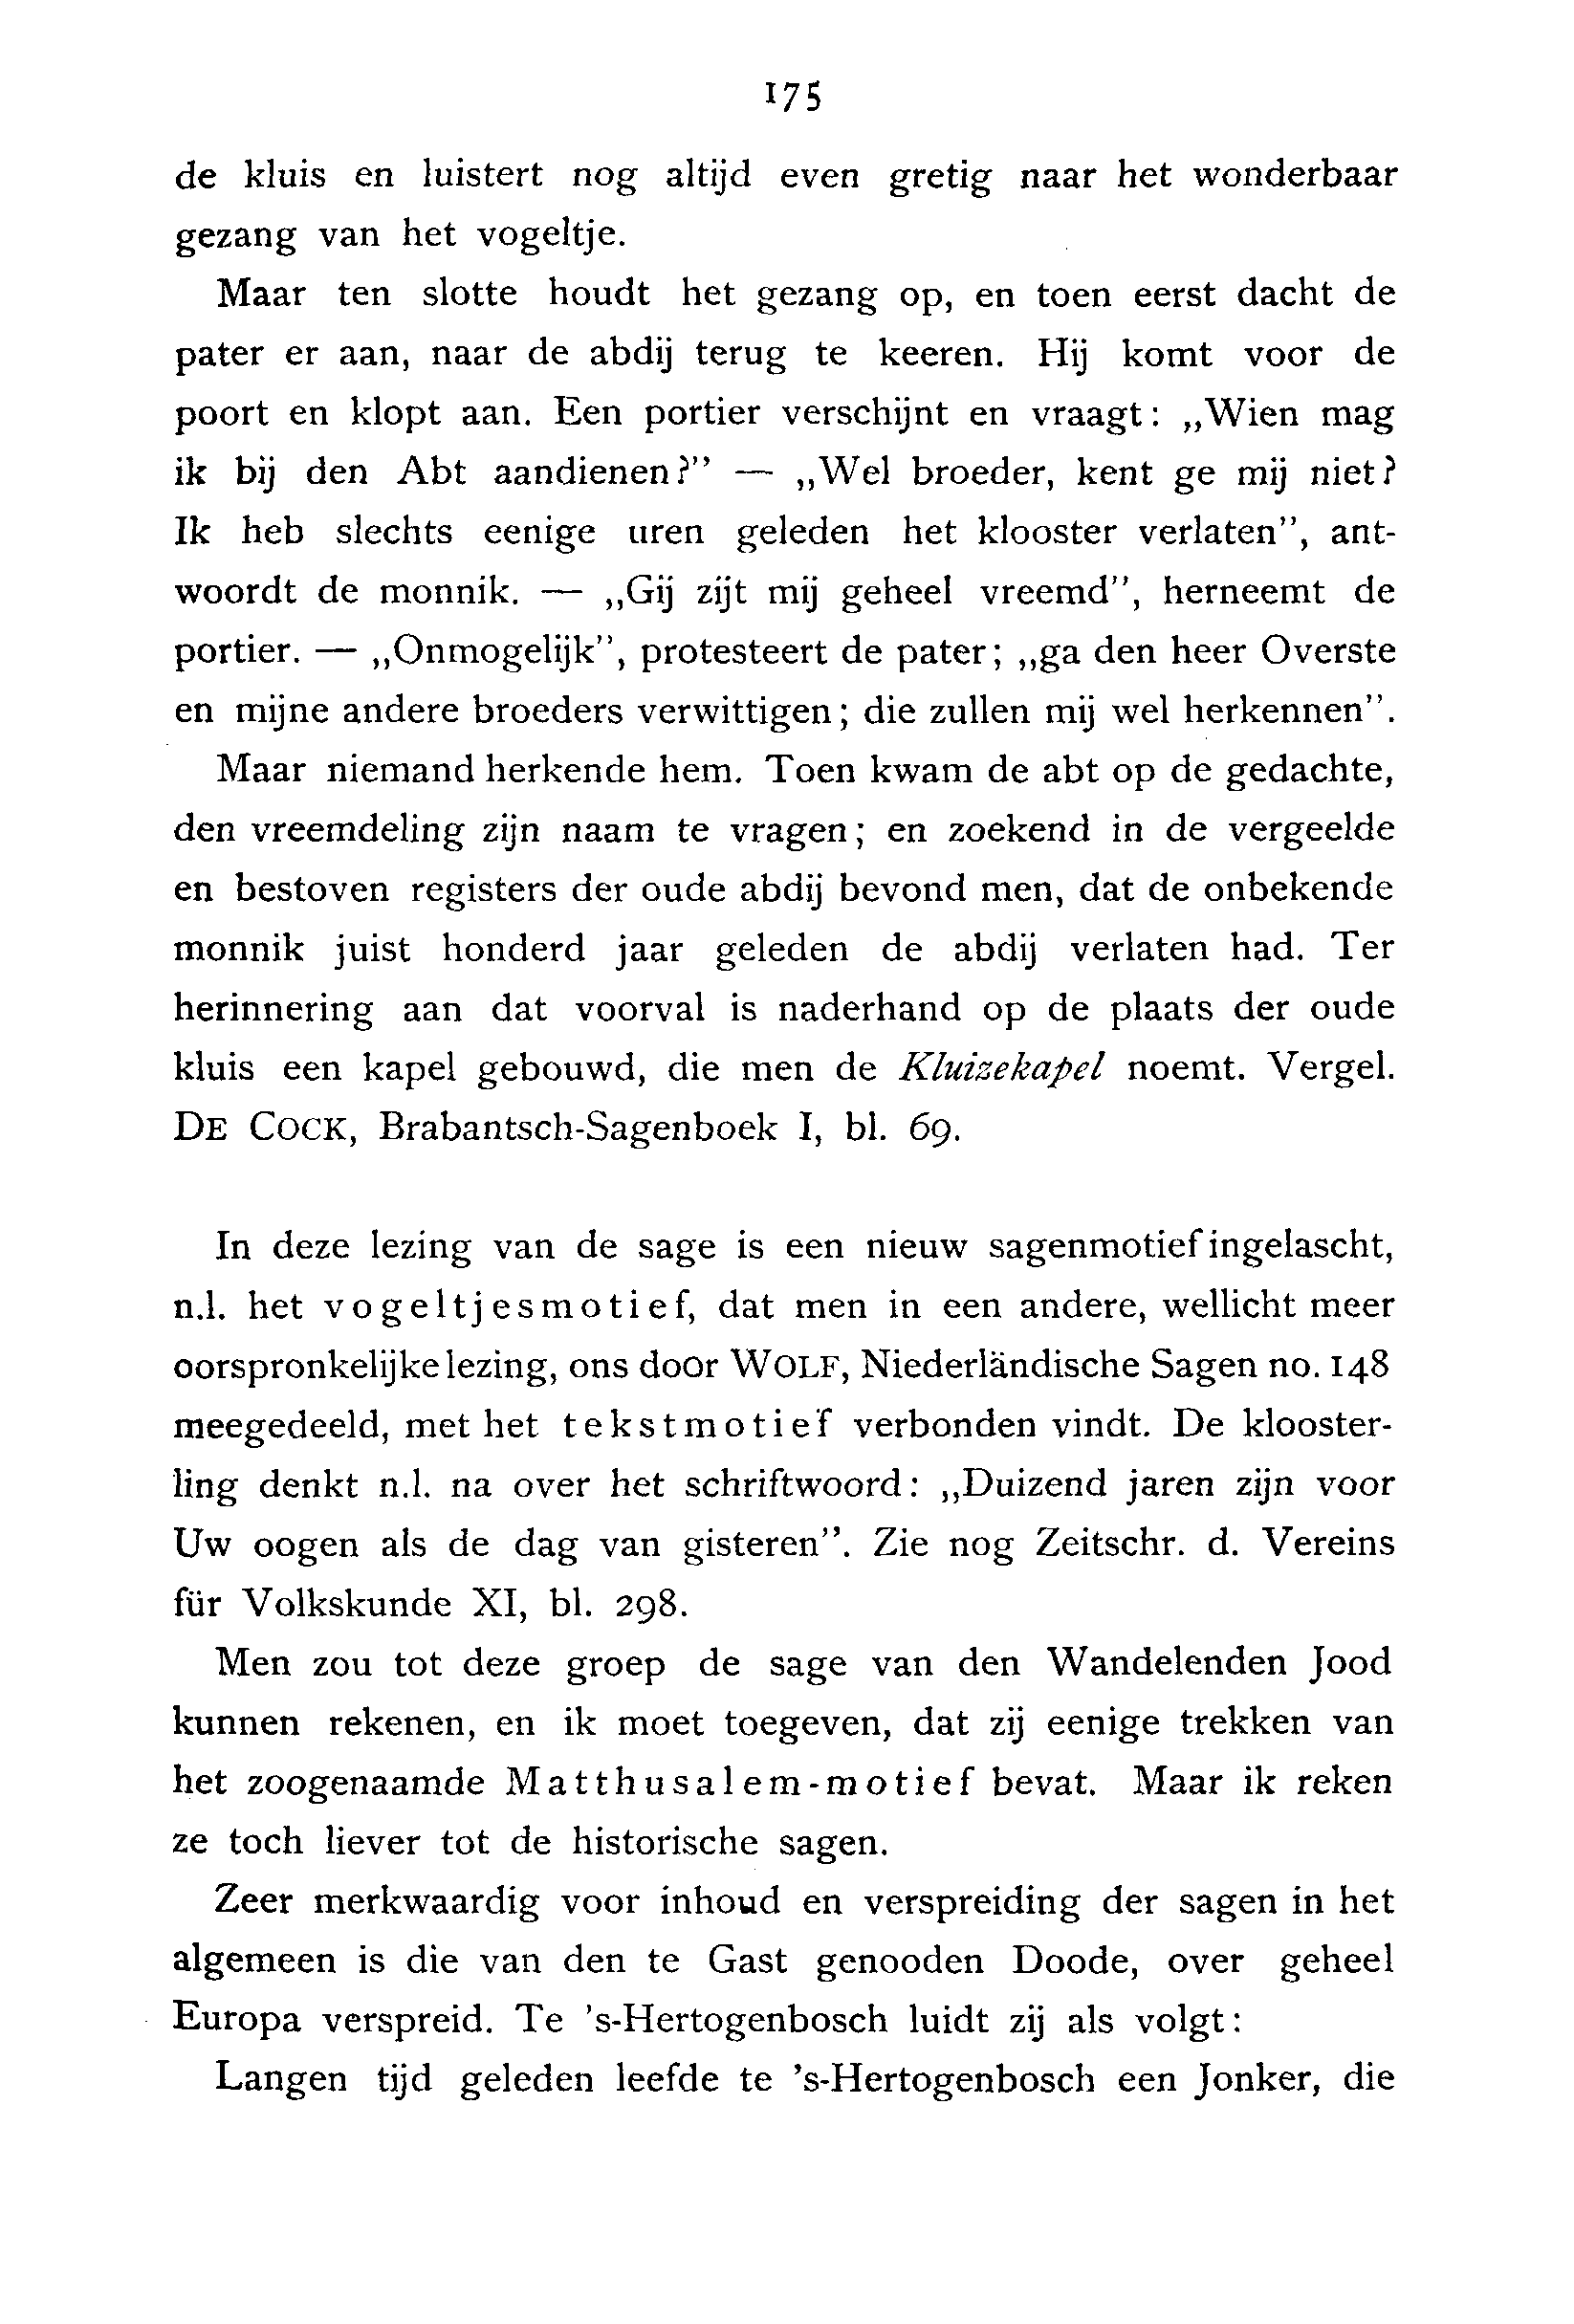 175
de kluis en luistert nog altijd even gretig naar het wonderbaar
gezang van het vogeltje.
Maar ten slotte houdt het gezang op, en toen eerst dacht de
pater er aan, naar de abdij terug te keeren. Hij komt voor de
poort en klopt aan. Een portier verschijnt en vraagt: „Wien mag
ik bij den Abt aandienen?” — „Wel broeder, kent ge mij niet?
Ik heb slechts eenige uren geleden het klooster verlaten”, ant-
woordt de monnik. — „Gij zijt mij geheel vreemd”, herneemt de
portier. — „Onmogelijk”, protesteert de pater; „ga den heer Overste
en mijne andere broeders verwittigen; die zullen mij wel herkennen”.
Maar niemand herkende hem. Toen kwam de abt op de gedachte,
den vreemdeling zijn naam te vragen; en zoekend in de vergeelde
en bestoven registers der oude abdij bevond men, dat de onbekende
monnik juist honderd jaar geleden de abdij verlaten had. Ter
herinnering aan dat voorval is naderhand op de plaats der oude
kluis een kapel gebouwd, die men de Kluizekapel noemt. Vergel.
DE COCK, Brabantsch-Sagenboek I, bl. 69.
In deze lezing van de sage is een nieuw sagenmotief ingelascht,
n.l. het vogeltjesmotief, dat men in een andere, wellicht meer
oorspronkelijke lezing, ons door WOLF, Niederländische Sagen no. 148
meegedeeld, met het tekstmotief verbonden vindt. De klooster-
ling denkt n.l. na over het schriftwoord: „Duizend jaren zijn voor
Uw oogen als de dag van gisteren”. Zie nog Zeitschr. d. Vereins
für Volkskunde XI, bl. 298.
Men zou tot deze groep de sage van den Wandelenden Jood
kunnen rekenen, en ik moet toegeven, dat zij eenige trekken van
het zoogenaamde Matthusalem-motief bevat. Maar ik reken
ze toch liever tot de historische sagen.
Zeer merkwaardig voor inhoud en verspreiding der sagen in het
algemeen is die van den te Gast genooden Doode, over geheel
Europa verspreid. Te 's-Hertogenbosch luidt zij als volgt:
Langen tijd geleden leefde te 's-Hertogenbosch een Jonker, die